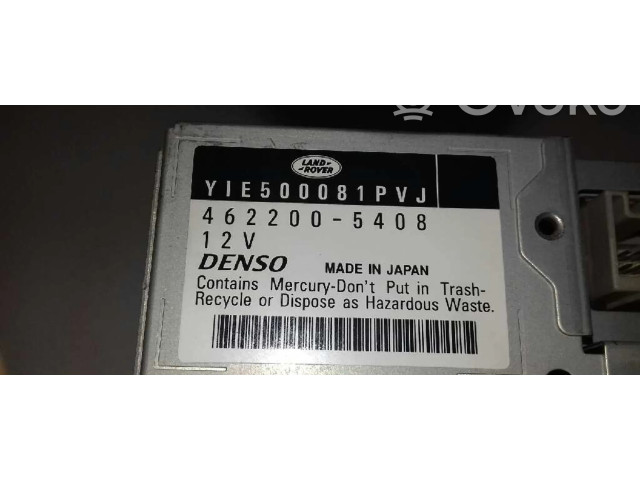 LAND
ROVER
YIE500081PVJ
462200-5408
12V
DENSO MADE IN JAPAN
Contains Mercury-Don't Put in Trash-
Recycle or Dispose as Hazardous Waste.